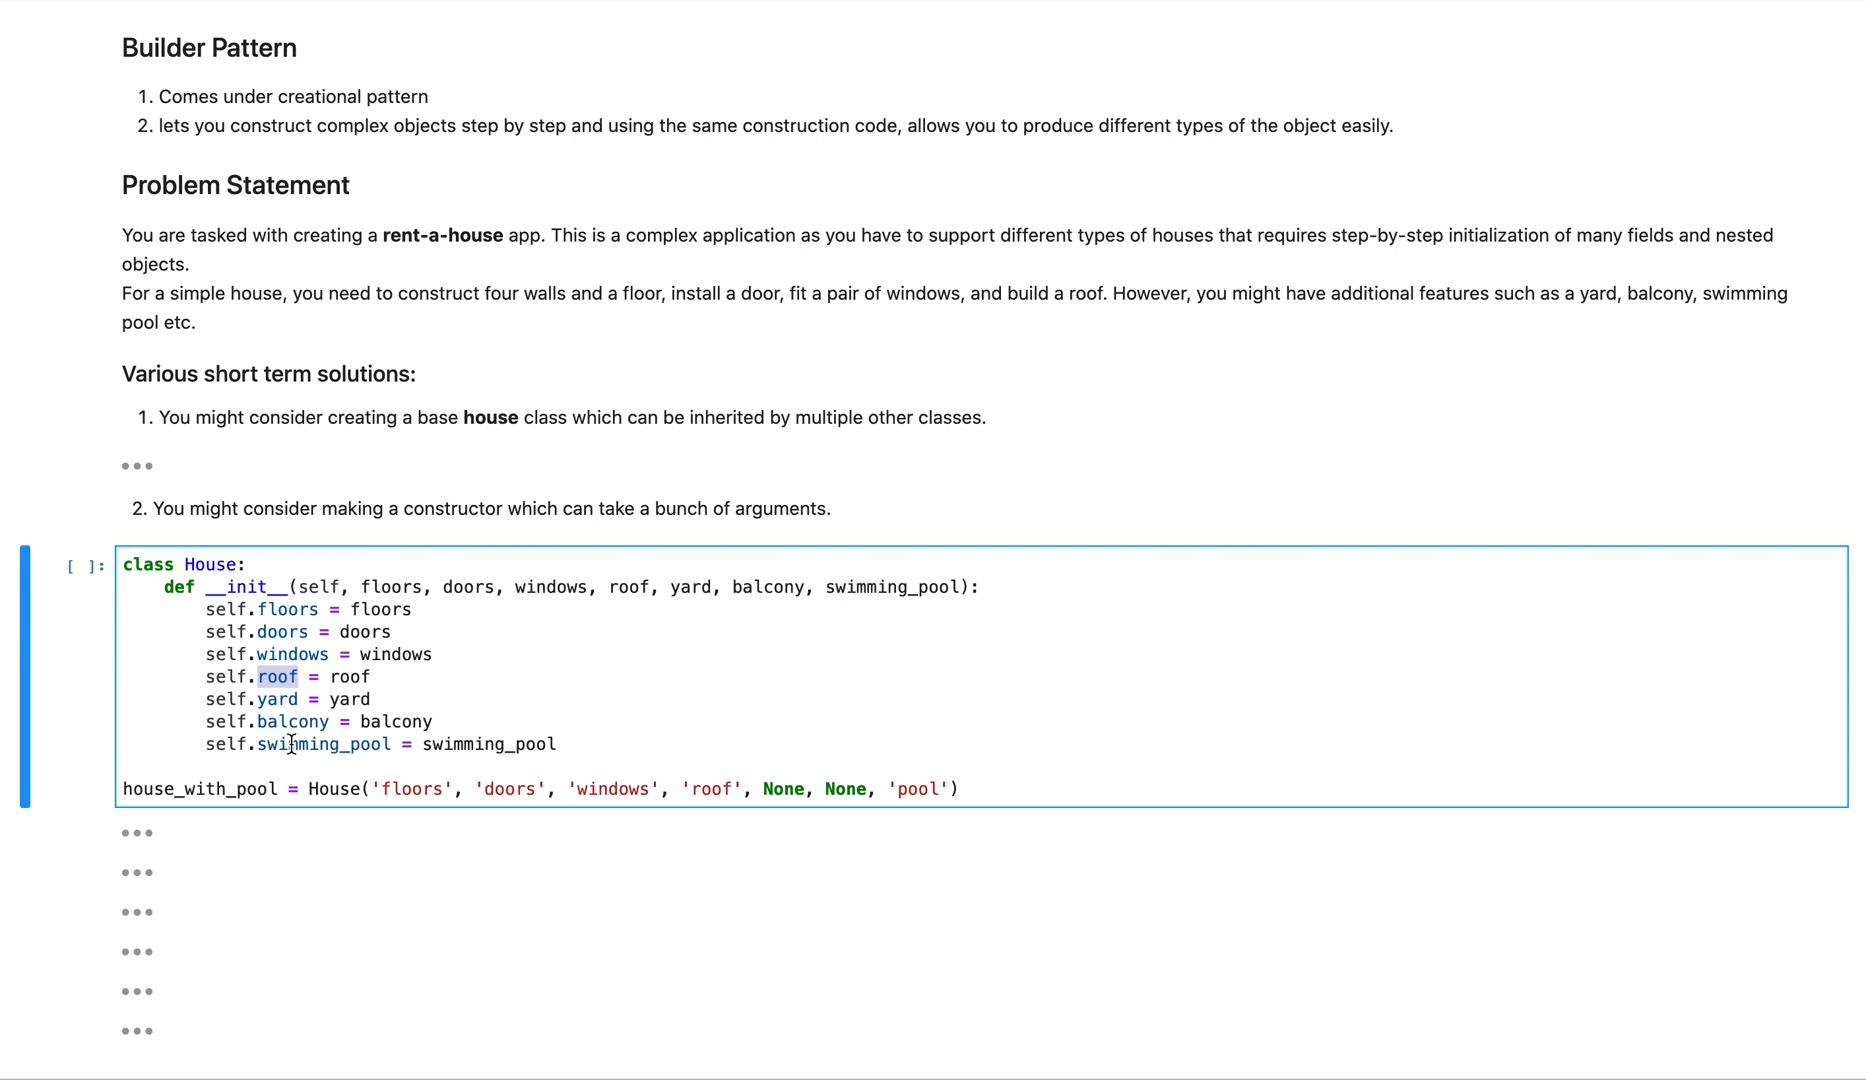 Builder Pattern
1. Comes under creational pattern
2. lets you construct complex objects step by step and using the same construction code, allows you to produce different types of the object easily.
Problem Statement
You are tasked with creating a rent-a-house app. This is a complex application as you have to support different types of houses that requires step-by-step initialization of many fields and nested
objects.
For a simple house, you need to construct four walls and a floor, install a door, fit a pair of windows, and build a roof. However, you might have additional features such as a yard, balcony, swimming
pool etc.
Various short term solutions:
1. You might consider creating a base house class which can be inherited by multiple other classes.
2. You might consider making a constructor which can take a bunch of arguments.
[ ]: class House:
    def __init__(self, floors, doors, windows, roof, yard, balcony, swimming_pool):
        self.floors = floors
        self.doors = doors
        self.windows = windows
        self.roof = roof
        self.yard = yard
        self.balcony = balcony
        self.swimming_pool = swimming_pool
house_with_pool = House('floors', 'doors', 'windows', 'roof', None, None, 'pool')